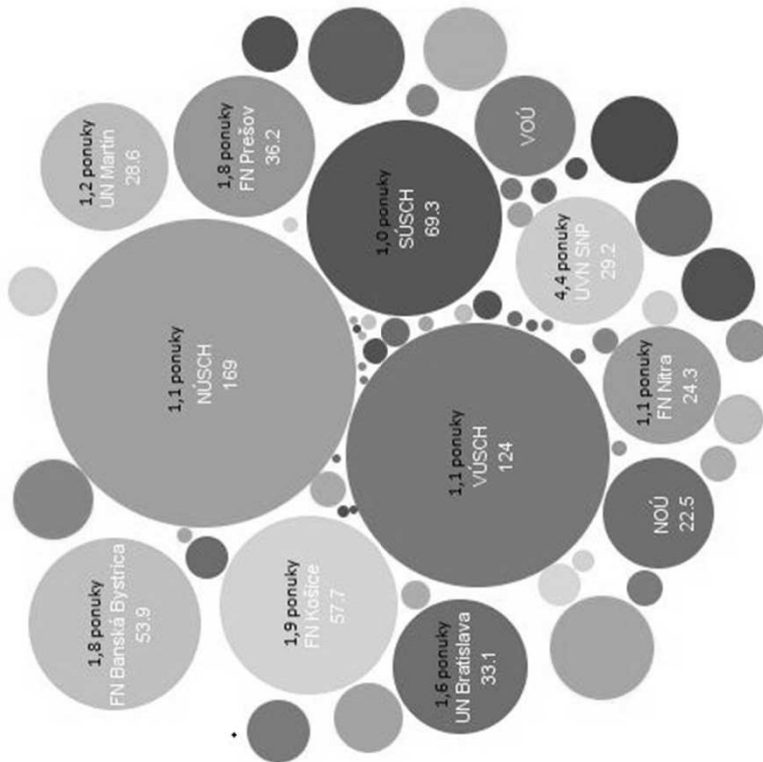 1,8 ponuky
FN Banská Bystrica
53.9
1,2 ponuky
UN Martin
28.6
1,1 ponuky
NÚSCH
169
1,8 ponuky
FN Prešov
36.2
1,9 ponuky
FN Košice
57.7
1,0 ponuky
SÚSCH
69.3
1,6 ponuky
UN Bratislava
33.1
1,1 ponuky
VÚSCH
124
VOÚ
4,4 ponuky
ÚVN SNP
29.2
NOÚ
22.5
1,1 ponuky
FN Nitra
24.3